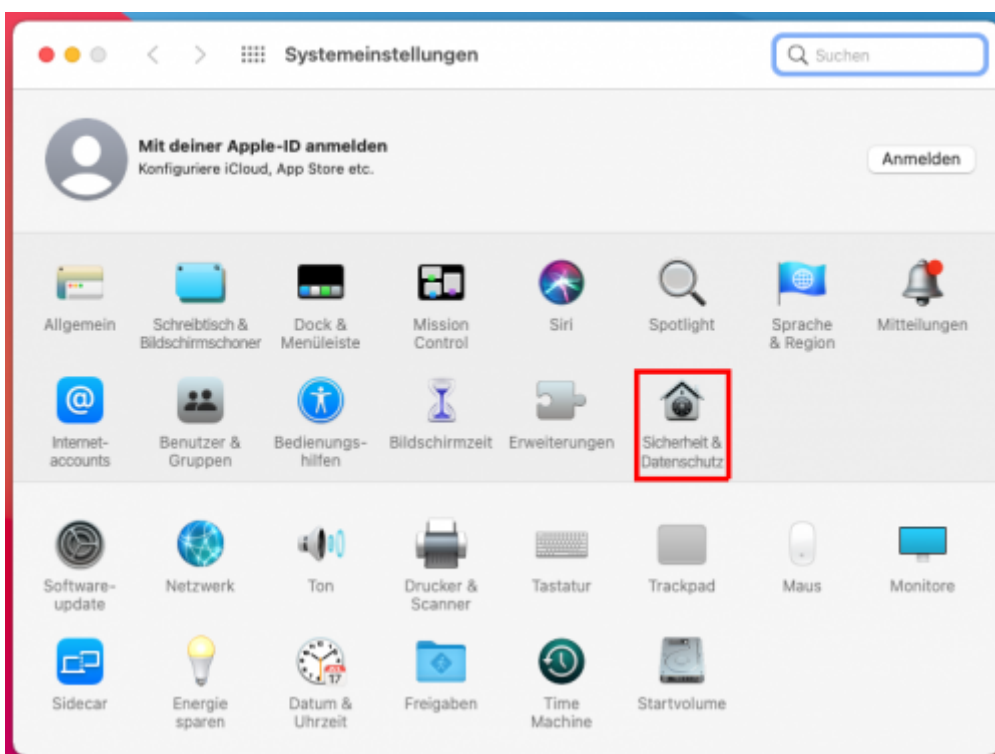 Systemeinstellungen
Suchen
Mit deiner Apple-ID anmelden
Konfiguriere iCloud, App Store etc.
Anmelden
Allgemein
Schreibtisch &
Bildschirmschoner
Dock &
Menüleiste
Mission
Control
Siri
Spotlight
Sprache
& Region
Mitteilungen
Internet-
accounts
Benutzer &
Gruppen
Bedienungs-
hilfen
Bildschirmzeit
Erweiterungen
Sicherheit &
Datenschutz
Software-
update
Netzwerk
Ton
Drucker &
Scanner
Tastatur
Trackpad
Maus
Monitore
Sidecar
Energie
sparen
JUL
17
Datum &
Uhrzeit
Freigaben
Time
Machine
Startvolume